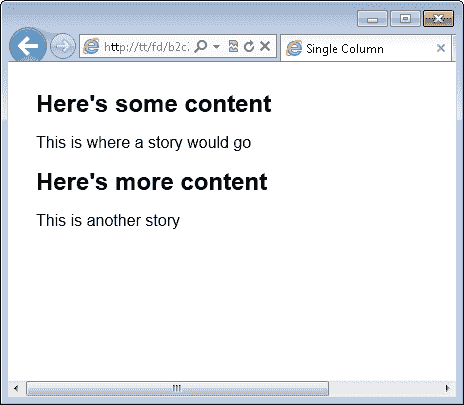 http://tt/fd/b2c:
Single Column
Here's some content
This is where a story would go
Here's more content
This is another story